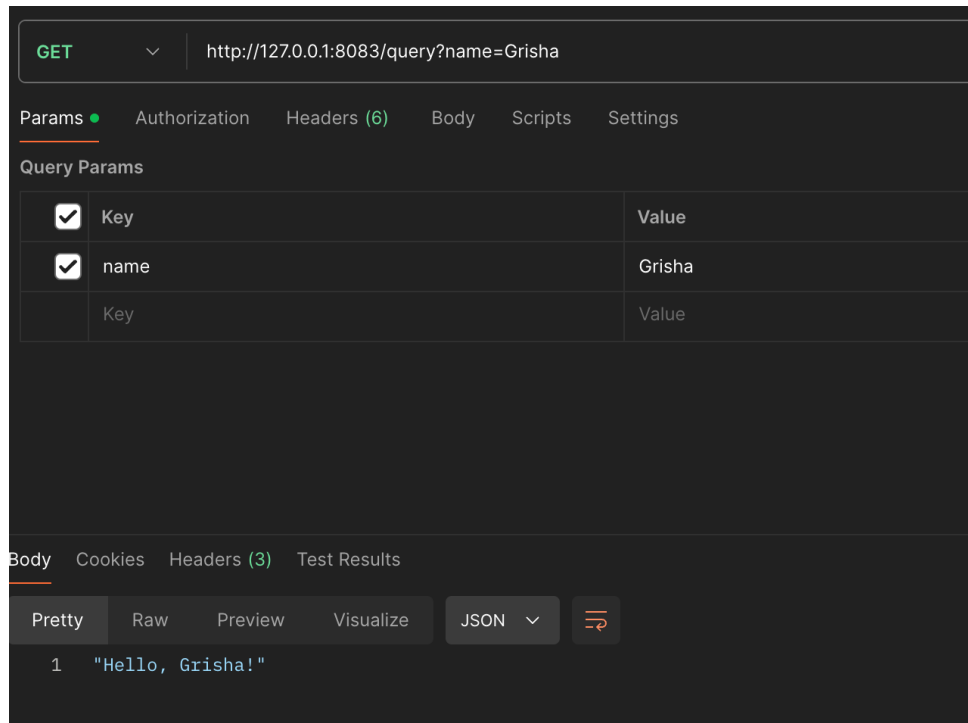 GET http://127.0.0.1:8083/query?name=Grisha
Params Authorization Headers (6) Body Scripts Settings
Query Params
Key Value
name Grisha
Key Value
Body Cookies Headers (3) Test Results
Pretty Raw Preview Visualize JSON
1 "Hello, Grisha!"